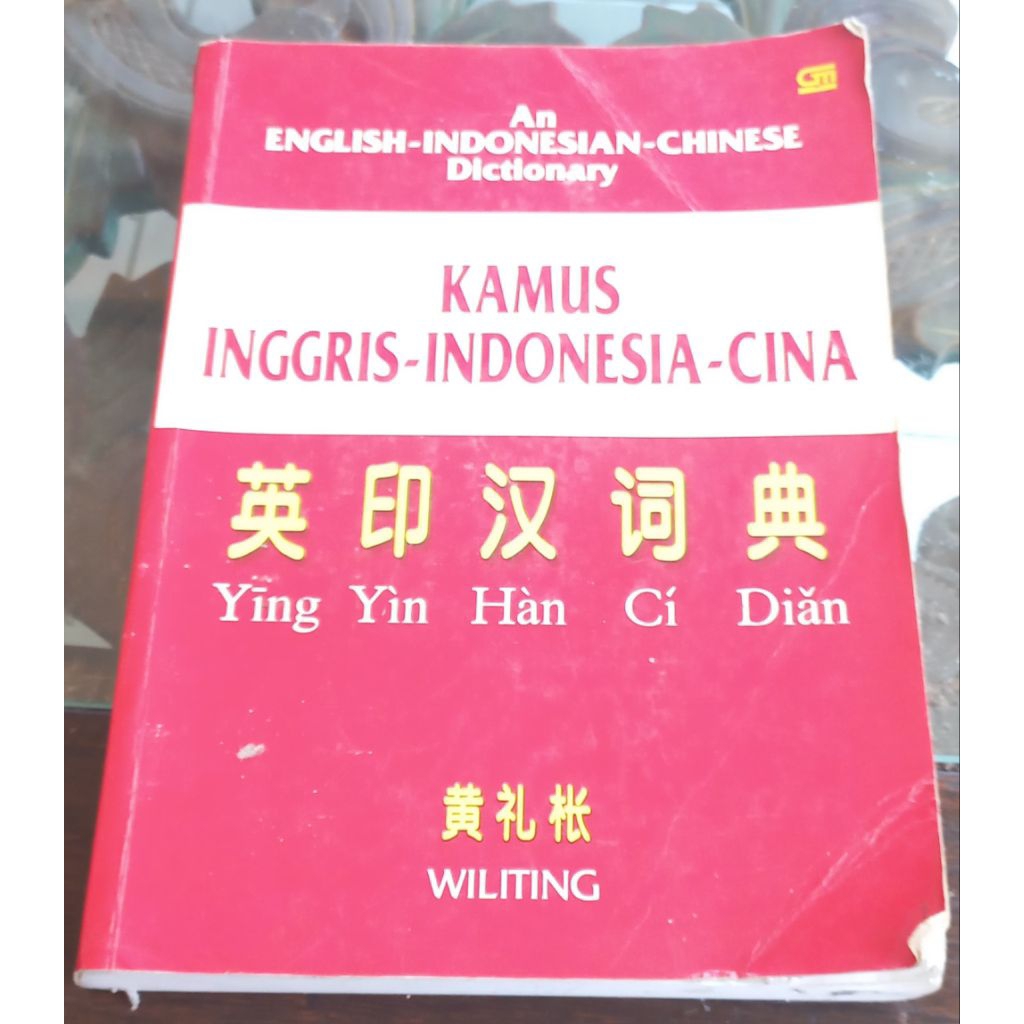 An
ENGLISH-INDONESIAN-CHINESE
Dictionary
KAMUS
INGGRIS-INDONESIA-CINA
英印汉词典
Yīng Yìn Hàn Cí Diǎn
黄礼枨
WILITING